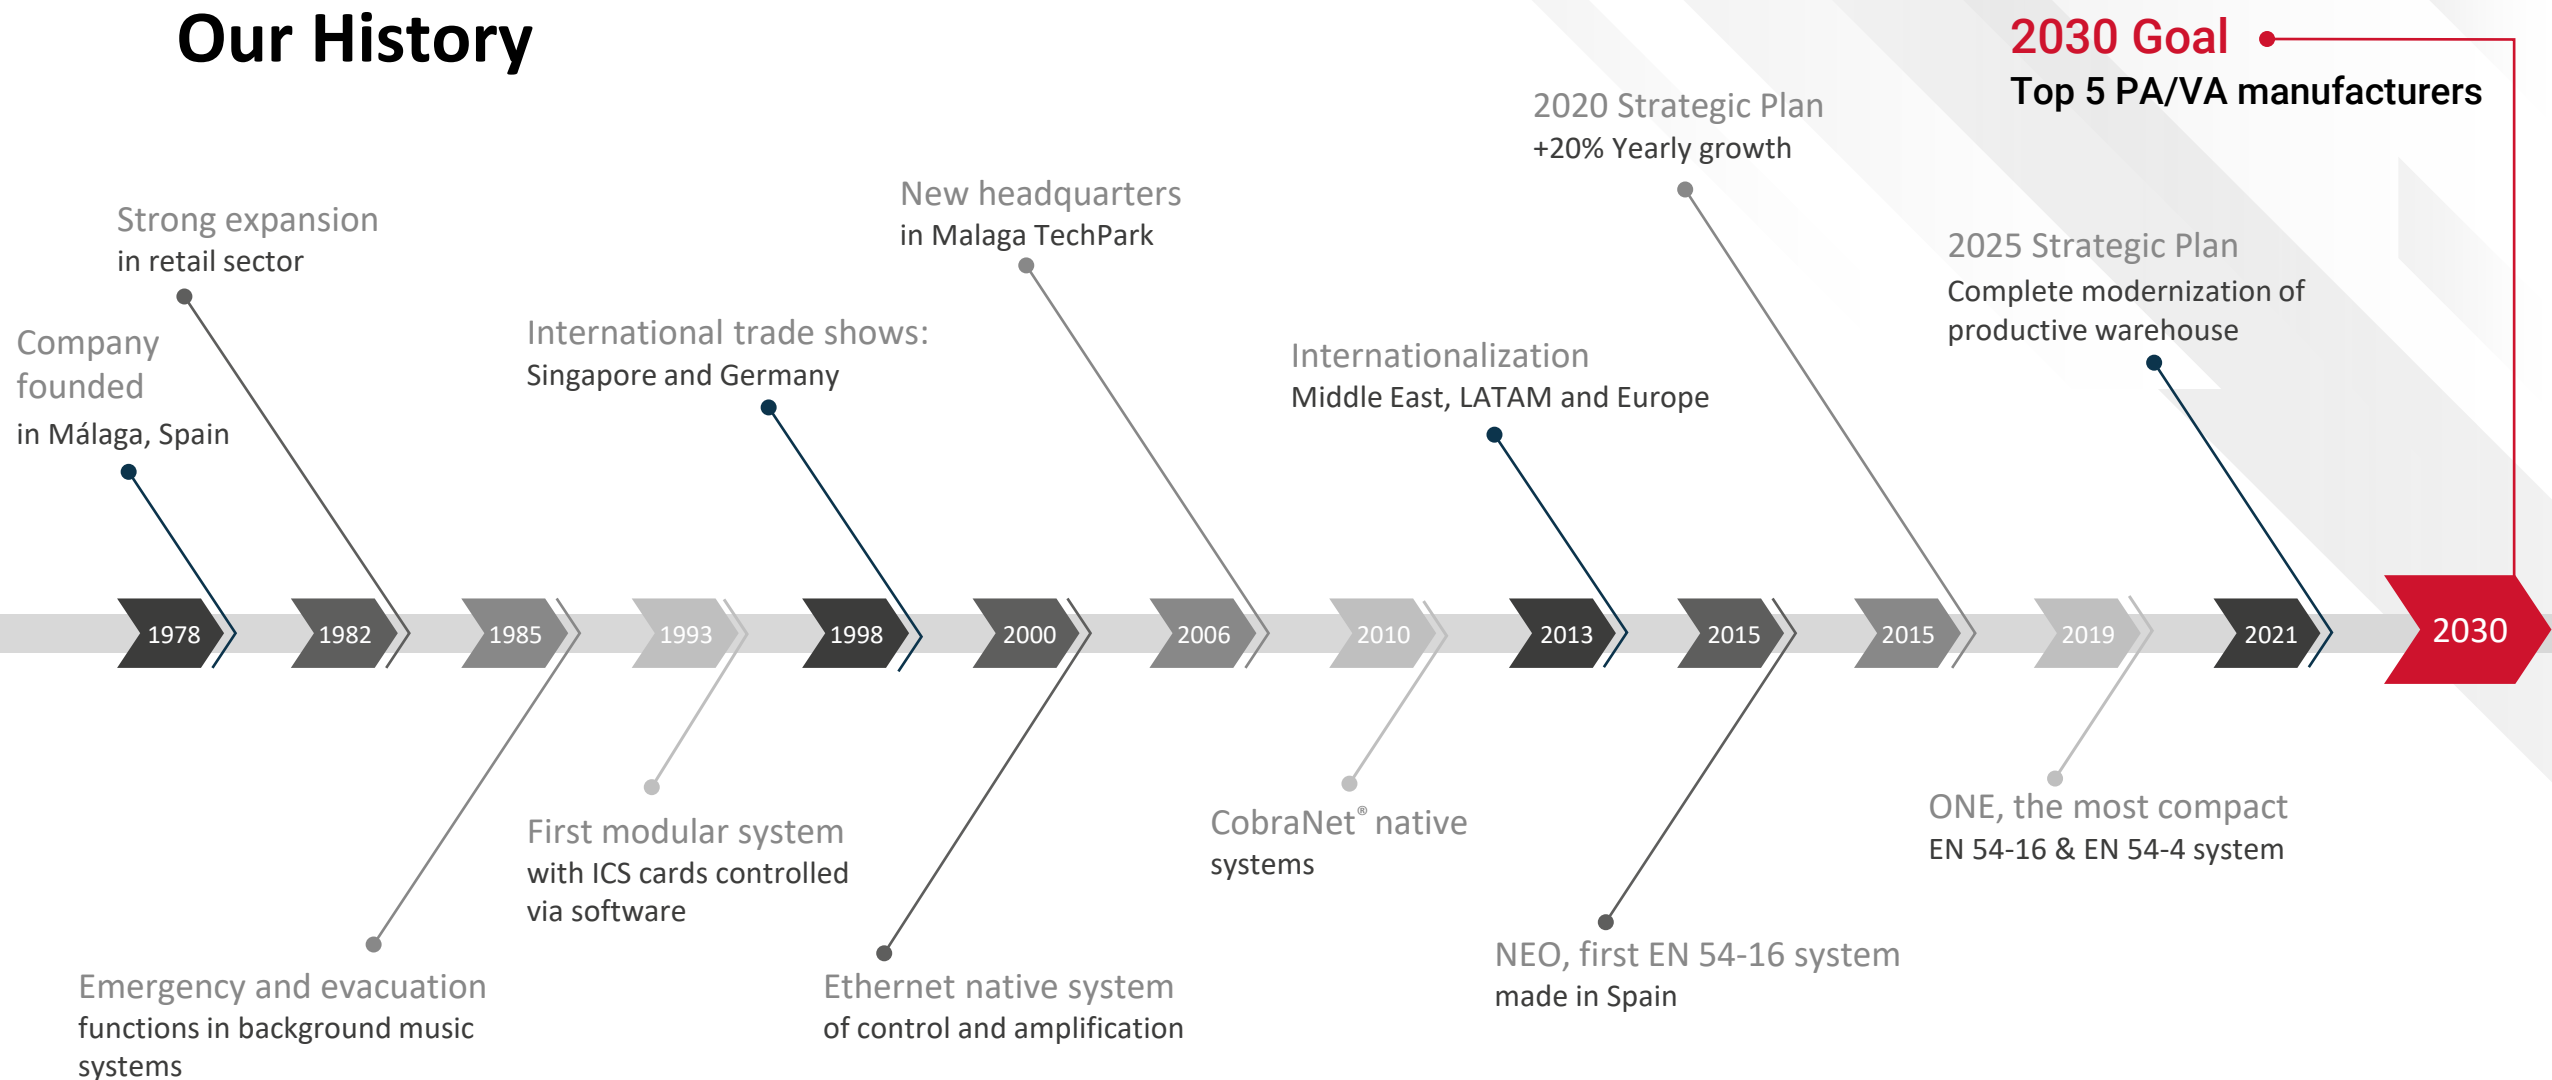 Our History
2030 Goal
Top 5 PA/VA manufacturers
2020 Strategic Plan
+20% Yearly growth
New headquarters
in Malaga TechPark
Strong expansion
in retail sector
2025 Strategic Plan
Complete modernization of
productive warehouse
International trade shows:
Singapore and Germany
Company
founded
in Málaga, Spain
Internationalization
Middle East, LATAM and Europe
1978
1982
1985
1993
1998
2000
2006
2010
2013
2015
2015
2019
2021
2030
First modular system
with ICS cards controlled
via software
CobraNet® native
systems
ONE, the most compact
EN 54-16 & EN 54-4 system
Emergency and evacuation
functions in background music
systems
Ethernet native system
of control and amplification
NEO, first EN 54-16 system
made in Spain